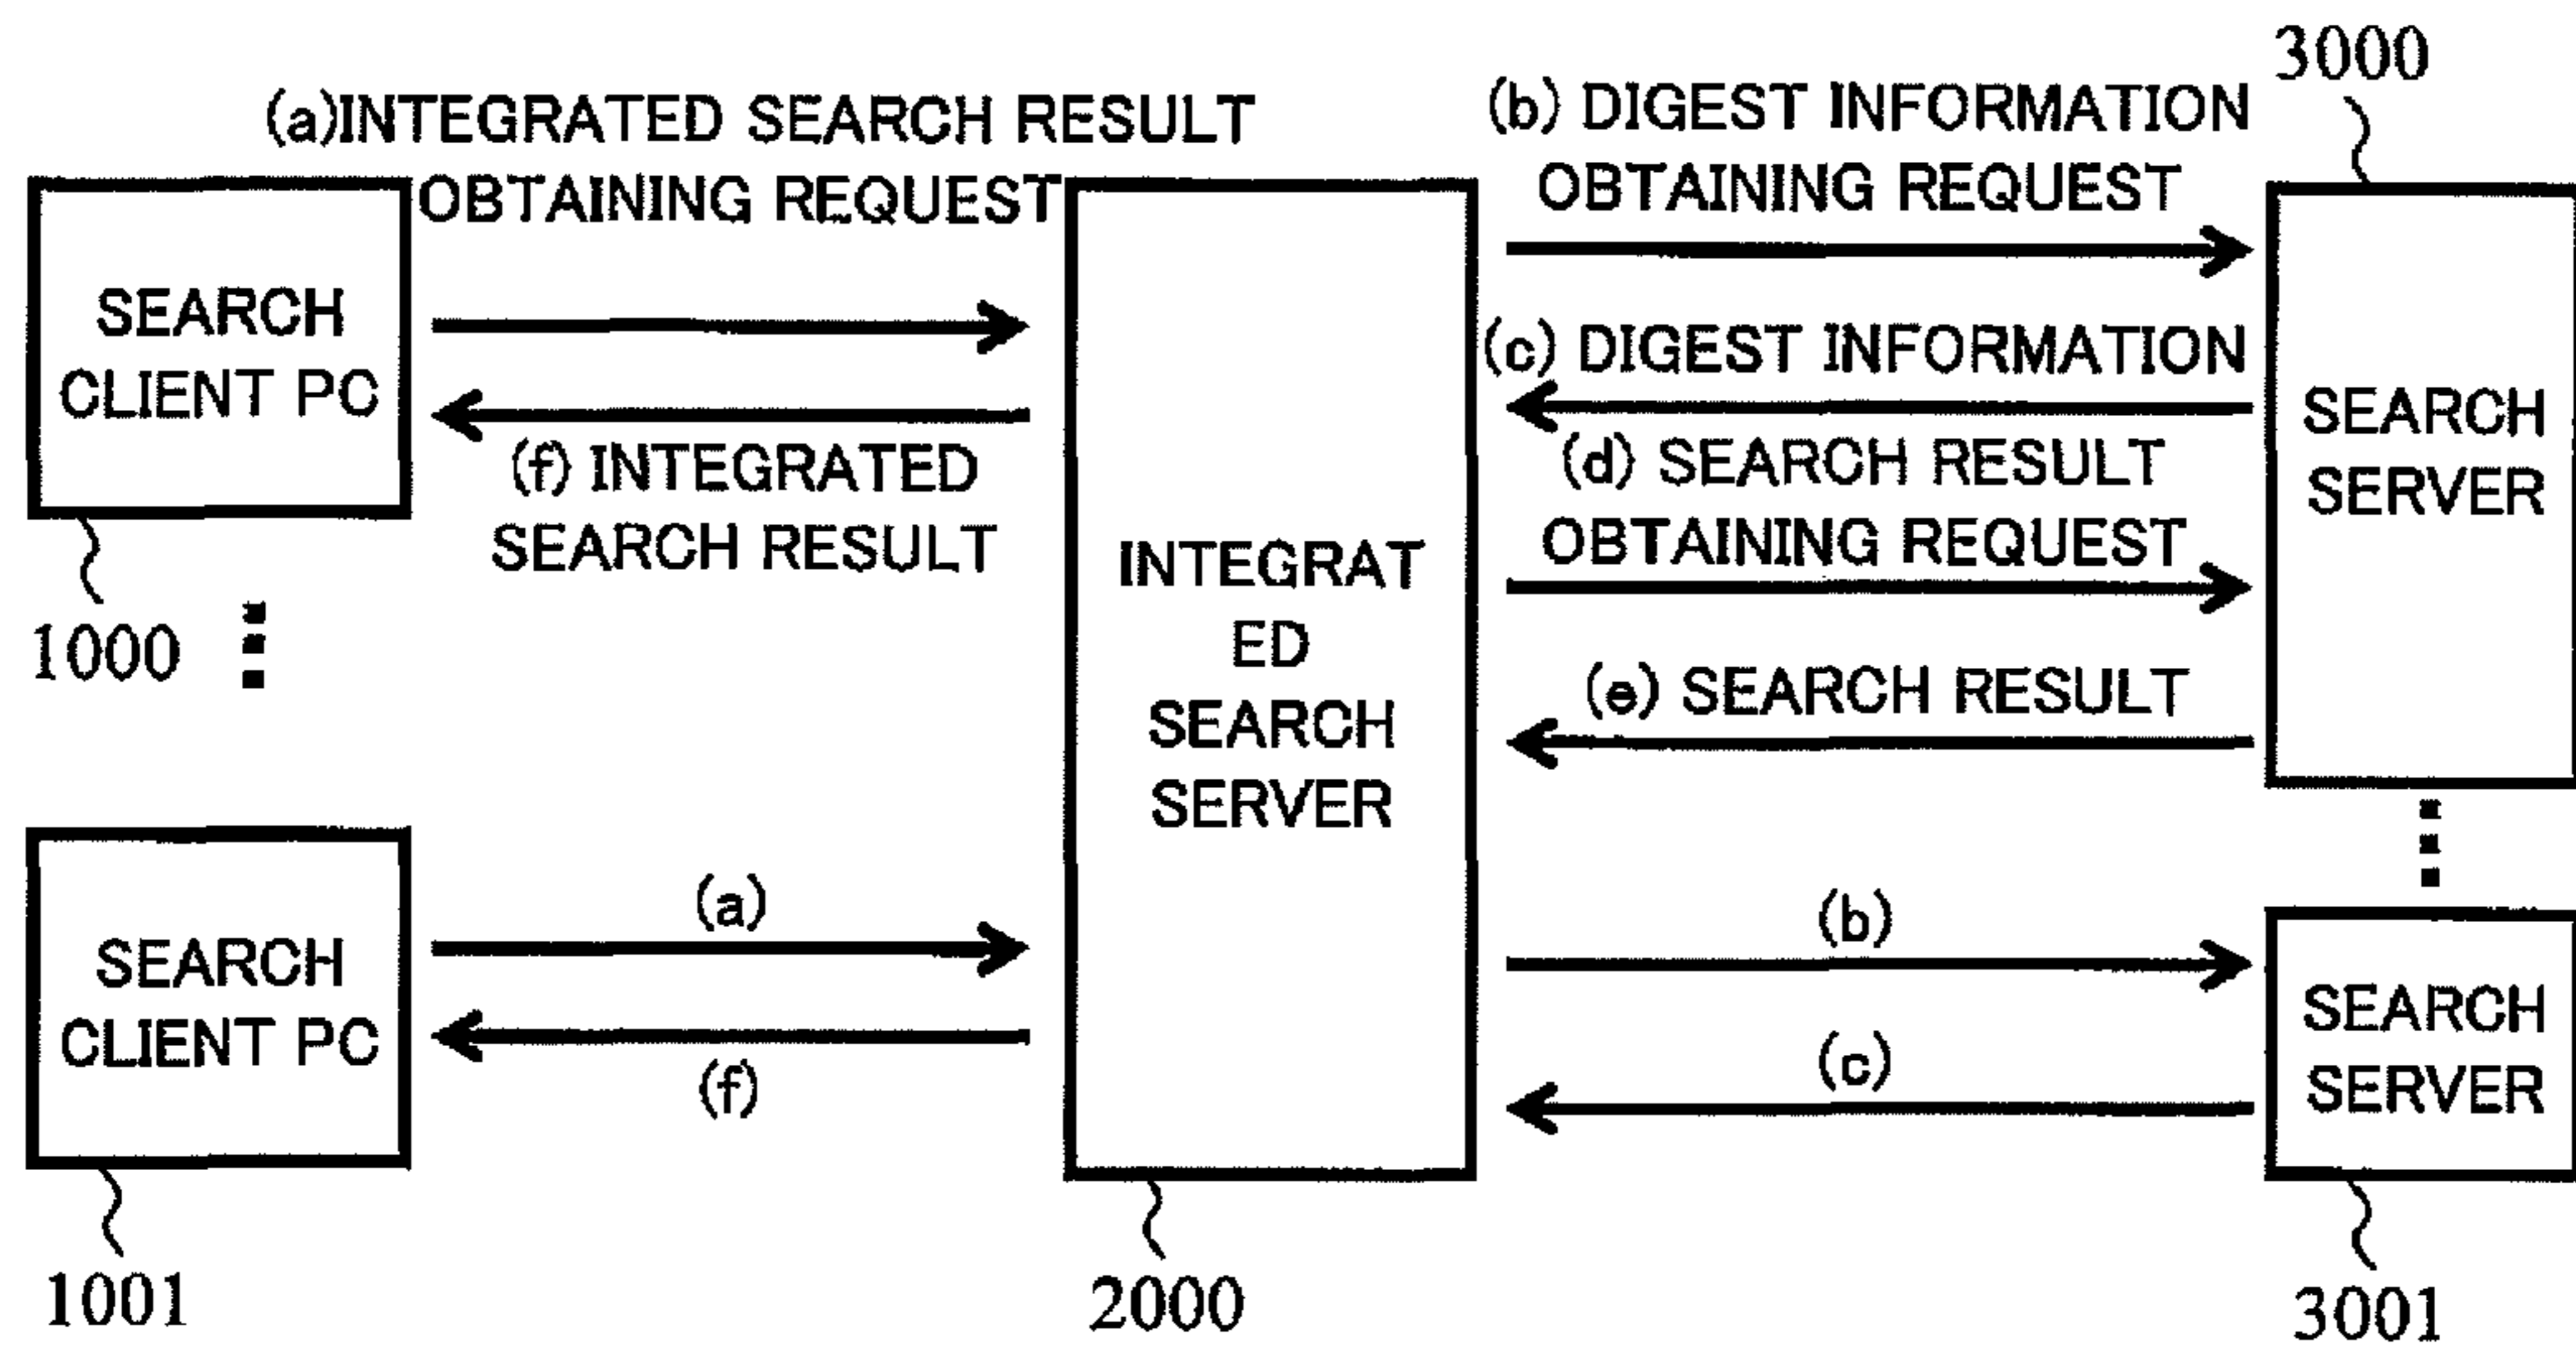 3000
(a)INTEGRATED SEARCH RESULT
OBTAINING REQUEST
(b) DIGEST INFORMATION
OBTAINING REQUEST
SEARCH
CLIENT PC
(c) DIGEST INFORMATION
(f) INTEGRATED
SEARCH RESULT
(d) SEARCH RESULT
OBTAINING REQUEST
SEARCH
SERVER
1000
INTEGRAT
ED
SEARCH
SERVER
(e) SEARCH RESULT
SEARCH
CLIENT PC
(a)
(f)
(b)
(c)
SEARCH
SERVER
1001
2000
3001